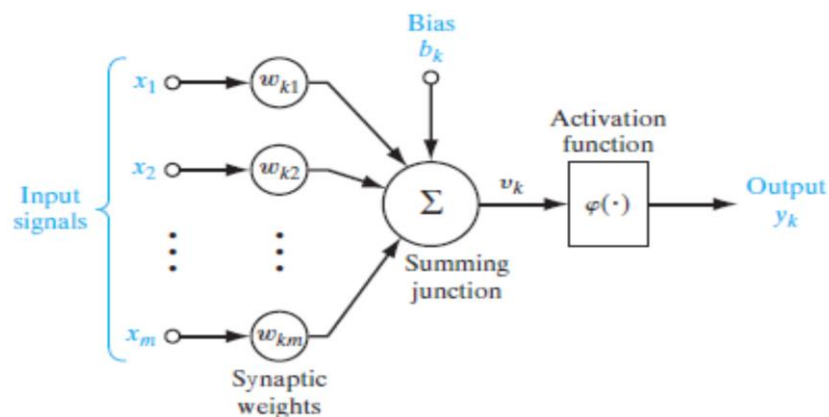 Bias
b_k
x_1
w_k1
Activation
function
x_2
w_k2
Input
signals
Σ
v_k
φ(·)
Output
y_k
Summing
junction
x_m
w_km
Synaptic
weights